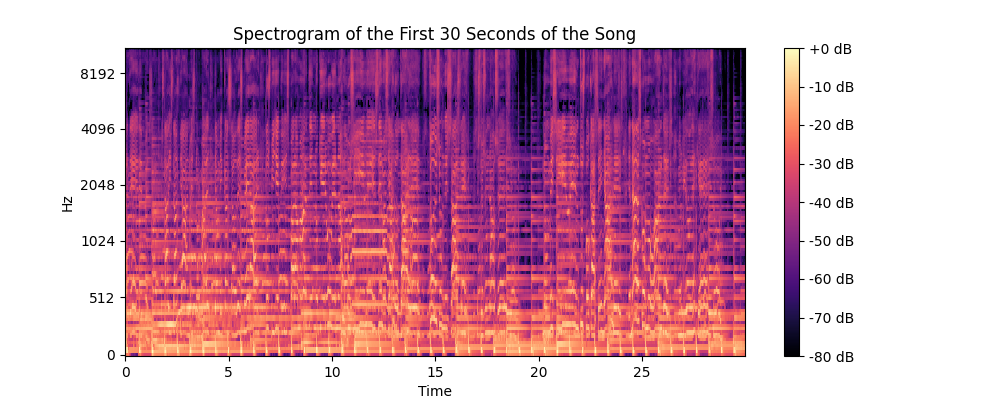 Spectrogram of the First 30 Seconds of the Song
8192
4096
2048
1024
512
0
Hz
0 5 10 15 20 25
Time
+0 dB
-10 dB
-20 dB
-30 dB
-40 dB
-50 dB
-60 dB
-70 dB
-80 dB